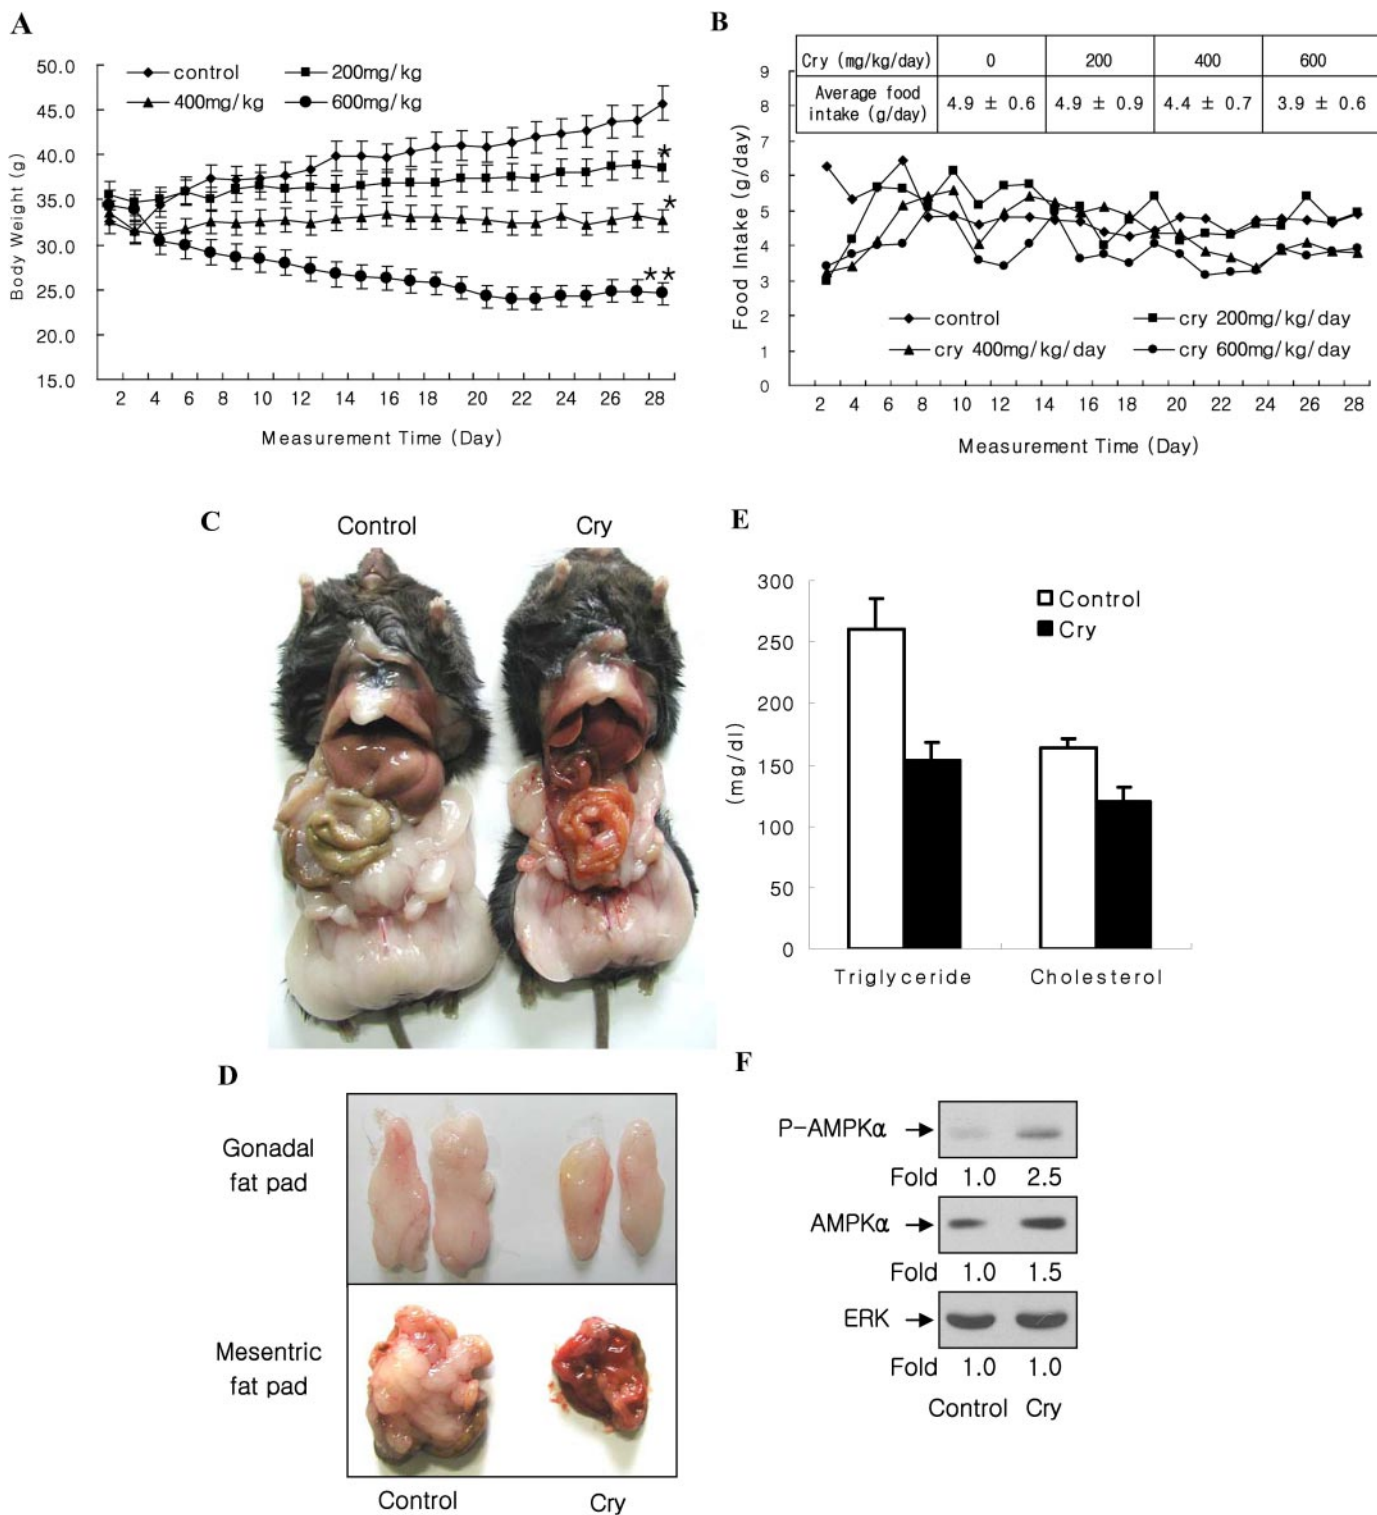 A
50.0
45.0
40.0
35.0
30.0
25.0
20.0
15.0
Body Weight (g)
control
200mg/kg
400mg/kg
600mg/kg
*
*
**
2 4 6 8 10 12 14 16 18 20 22 24 26 28
Measurement Time (Day)
B
Cry (mg/kg/day) 0 200 400 600
Average food
intake (g/day) 4.9 ± 0.6 4.9 ± 0.9 4.4 ± 0.7 3.9 ± 0.6
9
8
7
6
5
4
3
2
1
0
Food Intake (g/day)
control
cry 200mg/kg/day
cry 400mg/kg/day
cry 600mg/kg/day
2 4 6 8 10 12 14 16 18 20 22 24 26 28
Measurement Time (Day)
C
Control Cry
D
Gonadal
fat pad
Mesentric
fat pad
Control Cry
E
300
250
200
150
100
50
0
(mg/dl)
Control
Cry
Triglyceride Cholesterol
F
P-AMPKα
Fold 1.0 2.5
AMPKα
Fold 1.0 1.5
ERK
Fold 1.0 1.0
Control Cry